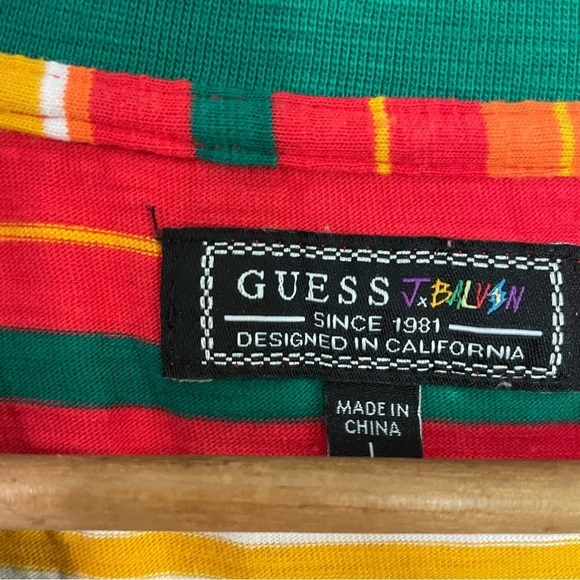 GUESS J.BALVIN
SINCE 1981
DESIGNED IN CALIFORNIA
MADE IN
CHINA